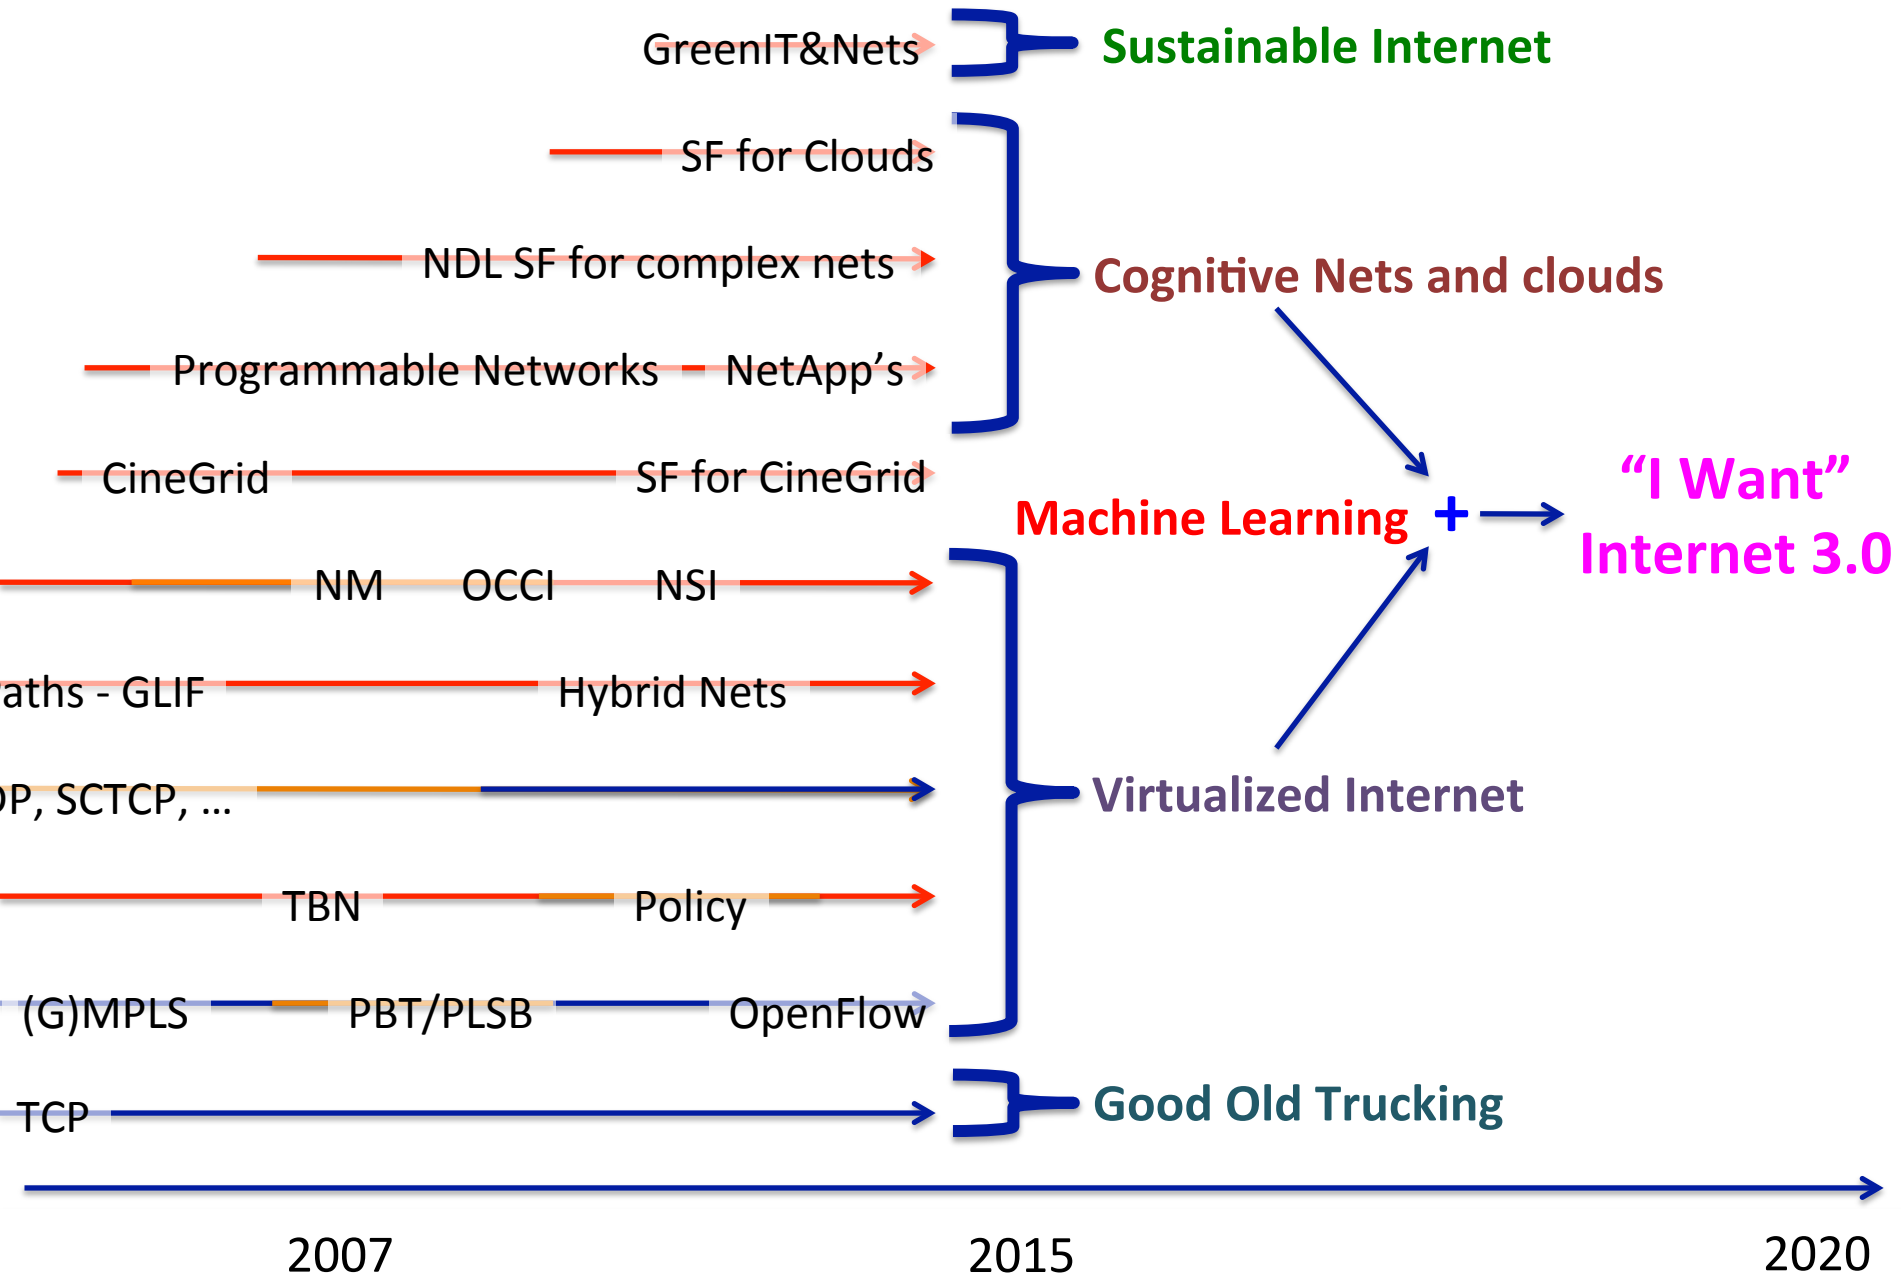 GreenIT&Nets Sustainable Internet
SF for Clouds
NDL SF for complex nets Cognitive Nets and clouds
Programmable Networks NetApp’s
CineGrid SF for CineGrid
Machine Learning + “I Want”
Internet 3.0
NM OCCI NSI
- GLIF Hybrid Nets
SCTCP, ... Virtualized Internet
TBN Policy
(G)MPLS PBT/PLSB OpenFlow
TCP Good Old Trucking
2007 2015 2020